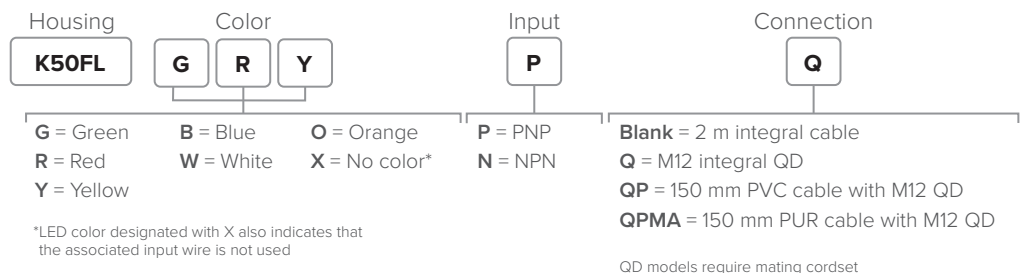 Housing Color Input Connection
K50FL G R Y P Q
G = Green B = Blue O = Orange P = PNP Blank = 2 m integral cable
R = Red W = White X = No color* N = NPN Q = M12 integral QD
Y = Yellow QP = 150 mm PVC cable with M12 QD
QPMA = 150 mm PUR cable with M12 QD
*LED color designated with X also indicates that
the associated input wire is not used
QD models require mating cordset